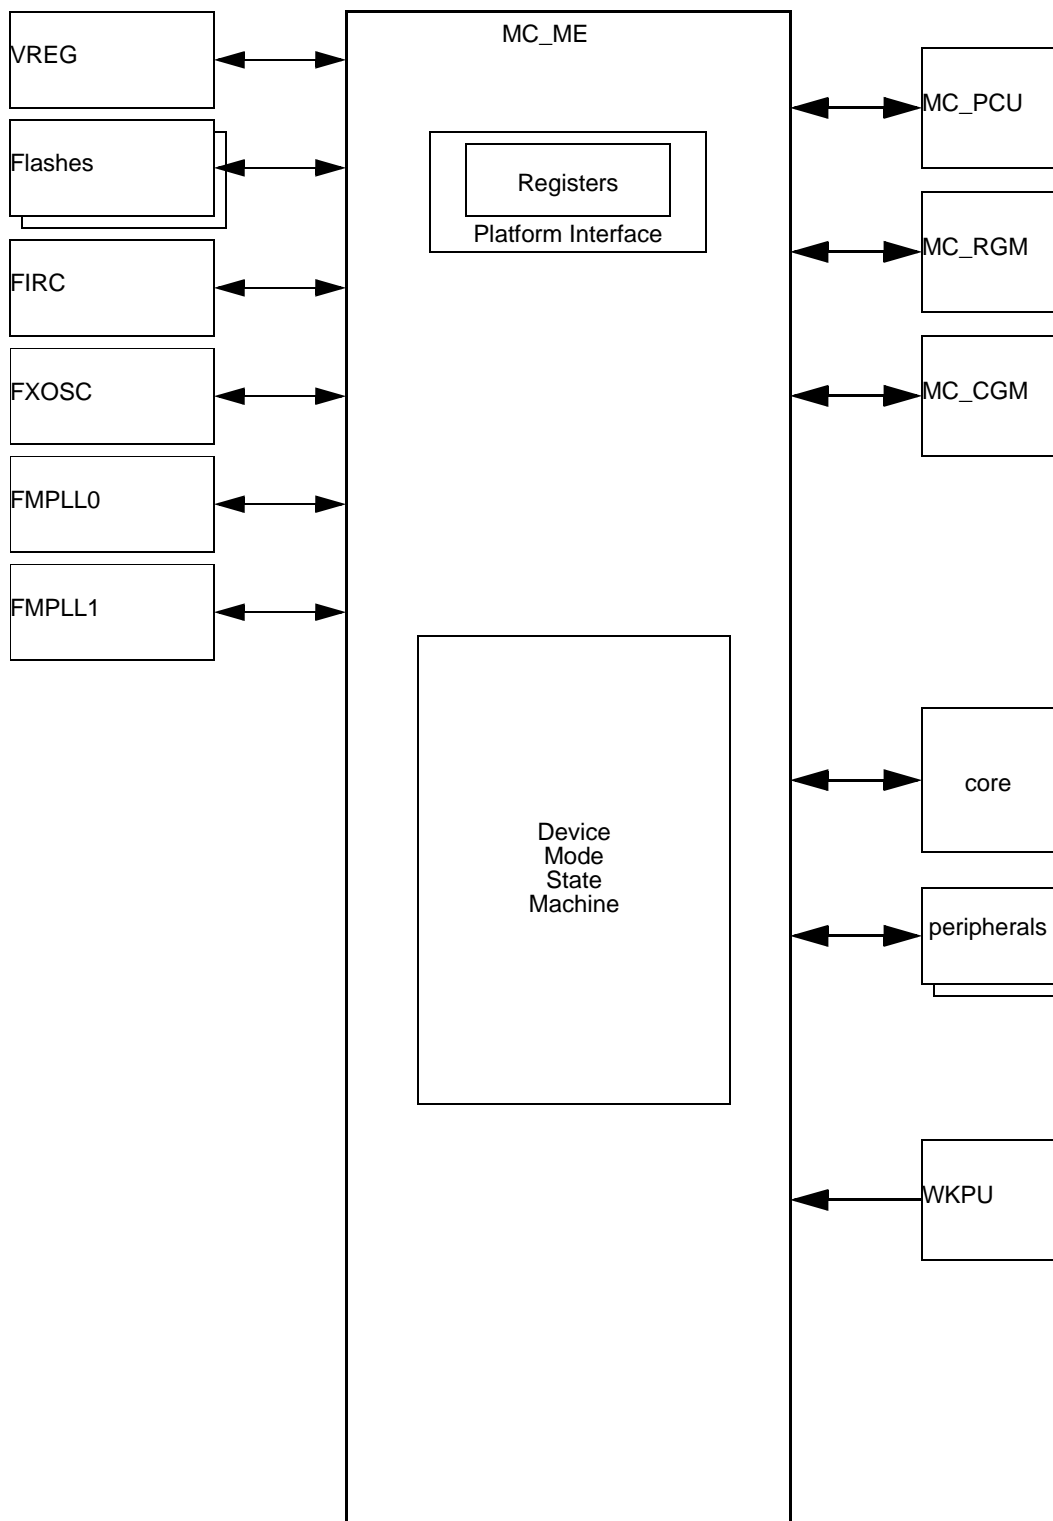 MC_ME
VREG
Flashes
FIRC
FXOSC
FMPLL0
FMPLL1
Registers
Platform Interface
Device
Mode
State
Machine
MC_PCU
MC_RGM
MC_CGM
core
peripherals
WKPU